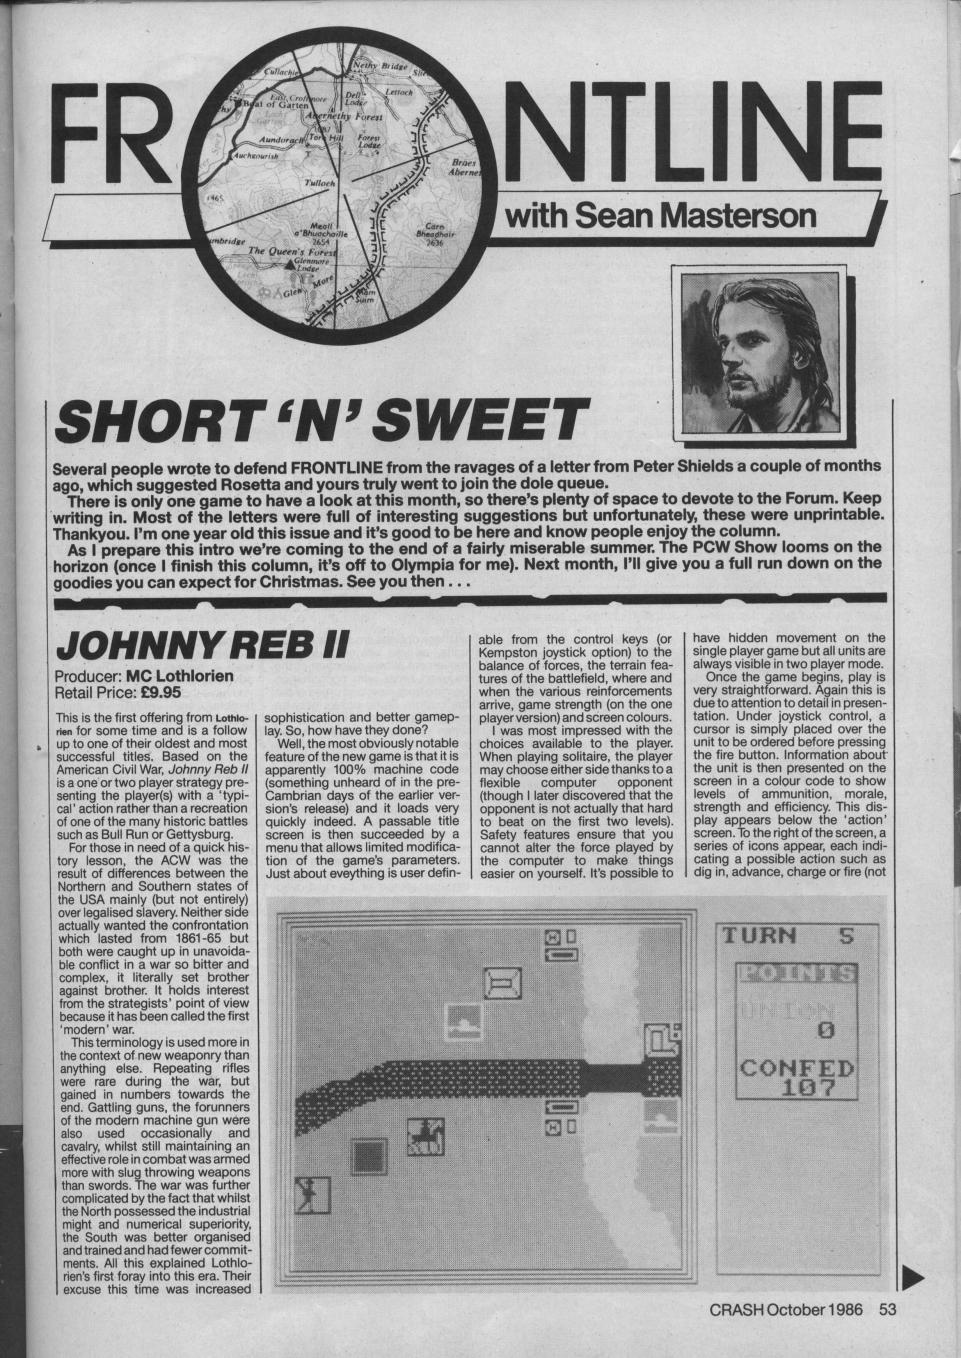 FRONTLINE
with Sean Masterson
Cullachie
Nethy Bridge
East Croftmore
Boat of Garten
Dell Lodge
Lettoch
Abernethy Forest
Aundorach
Torr Hill
Forest Lodge
Auchgourish
Braes
Abernet
Tulloch
1465
Meall
a'Bhuachaille
2654
Carn
Bheadhair
2636
unbridge
The Queen's Forest
Glenmore
Lodge
Glen More
Mam
Suim
SHORT ‘N’ SWEET
Several people wrote to defend FRONTLINE from the ravages of a letter from Peter Shields a couple of months
ago, which suggested Rosetta and yours truly went to join the dole queue.
There is only one game to have a look at this month, so there's plenty of space to devote to the Forum. Keep
writing in. Most of the letters were full of interesting suggestions but unfortunately, these were unprintable.
Thankyou. I'm one year old this issue and it's good to be here and know people enjoy the column.
As I prepare this intro we're coming to the end of a fairly miserable summer. The PCW Show looms on the
horizon (once I finish this column, it's off to Olympia for me). Next month, I'll give you a full run down on the
goodies you can expect for Christmas. See you then . . .
JOHNNY REB II
Producer: MC Lothlorien
Retail Price: £9.95
This is the first offering from Lothlo-
rien for some time and is a follow
up to one of their oldest and most
successful titles. Based on the
American Civil War, Johnny Reb II
is a one or two player strategy pre-
senting the player(s) with a ‘typi-
cal’ action rather than a recreation
of one of the many historic battles
such as Bull Run or Gettysburg.
For those in need of a quick his-
tory lesson, the ACW was the
result of differences between the
Northern and Southern states of
the USA mainly (but not entirely)
over legalised slavery. Neither side
actually wanted the confrontation
which lasted from 1861-65 but
both were caught up in unavoida-
ble conflict in a war so bitter and
complex, it literally set brother
against brother. It holds interest
from the strategists' point of view
because it has been called the first
‘modern’ war.
This terminology is used more in
the context of new weaponry than
anything else. Repeating rifles
were rare during the war, but
gained in numbers towards the
end. Gattling guns, the forunners
of the modern machine gun were
also used occasionally and
cavalry, whilst still maintaining an
effective role in combat was armed
more with slug throwing weapons
than swords. The war was further
complicated by the fact that whilst
the North possessed the industrial
might and numerical superiority,
the South was better organised
and trained and had fewer commit-
ments. All this explained Lothlo-
rien's first foray into this era. Their
excuse this time was increased
sophistication and better gamep-
lay. So, how have they done?
Well, the most obviously notable
feature of the new game is that it is
apparently 100% machine code
(something unheard of in the pre-
Cambrian days of the earlier ver-
sion's release) and it loads very
quickly indeed. A passable title
screen is then succeeded by a
menu that allows limited modifica-
tion of the game's parameters.
Just about eveything is user defin-
able from the control keys (or
Kempston joystick option) to the
balance of forces, the terrain fea-
tures of the battlefield, where and
when the various reinforcements
arrive, game strength (on the one
player version) and screen colours.
I was most impressed with the
choices available to the player.
When playing solitaire, the player
may choose either side thanks to a
flexible computer opponent
(though I later discovered that the
opponent is not actually that hard
to beat on the first two levels).
Safety features ensure that you
cannot alter the force played by
the computer to make things
easier on yourself. It's possible to
have hidden movement on the
single player game but all units are
always visible in two player mode.
Once the game begins, play is
very straightforward. Again this is
due to attention to detail in presen-
tation. Under joystick control, a
cursor is simply placed over the
unit to be ordered before pressing
the fire button. Information about
the unit is then presented on the
screen in a colour code to show
levels of ammunition, morale,
strength and efficiency. This dis-
play appears below the ‘action’
screen. To the right of the screen, a
series of icons appear, each indi-
cating a possible action such as
dig in, advance, charge or fire (not
TURN 5
POINTS
UNION
0
CONFED
107
CRASH October 1986 53